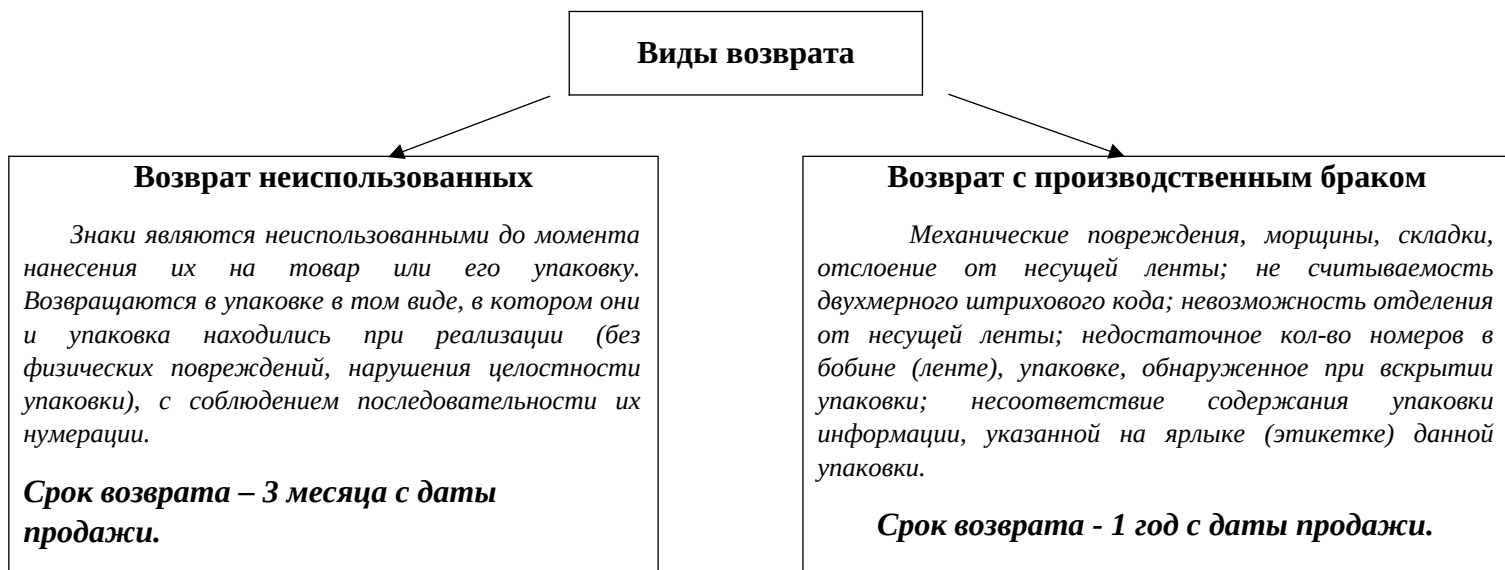 Виды возврата
Возврат неиспользованных
Знаки являются неиспользованными до момента
нанесения их на товар или его упаковку.
Возвращаются в упаковке в том виде, в котором они
и упаковка находились при реализации (без
физических повреждений, нарушения целостности
упаковки), с соблюдением последовательности их
нумерации.
Срок возврата – 3 месяца с даты
продажи.
Возврат с производственным браком
Механические повреждения, морщины, складки,
отслоение от несущей ленты; не считываемость
двухмерного штрихового кода; невозможность отделения
от несущей ленты; недостаточное кол-во номеров в
бобине (ленте), упаковке, обнаруженное при вскрытии
упаковки; несоответствие содержания упаковки
информации, указанной на ярлыке (этикетке) данной
упаковки.
Срок возврата - 1 год с даты продажи.